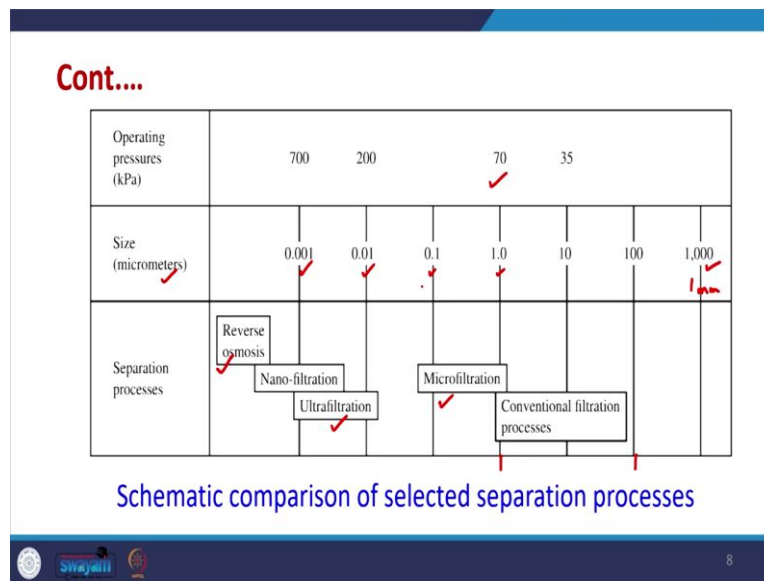 Cont....
Operating
pressures
(kPa)
700 200 70 35
Size
(micrometers)
0.001 0.01 0.1 1.0 10 100 1,000
1 mm
Separation
processes
Reverse
osmosis
Nano-filtration
Ultrafiltration
Microfiltration
Conventional filtration
processes
Schematic comparison of selected separation processes
swayam
8